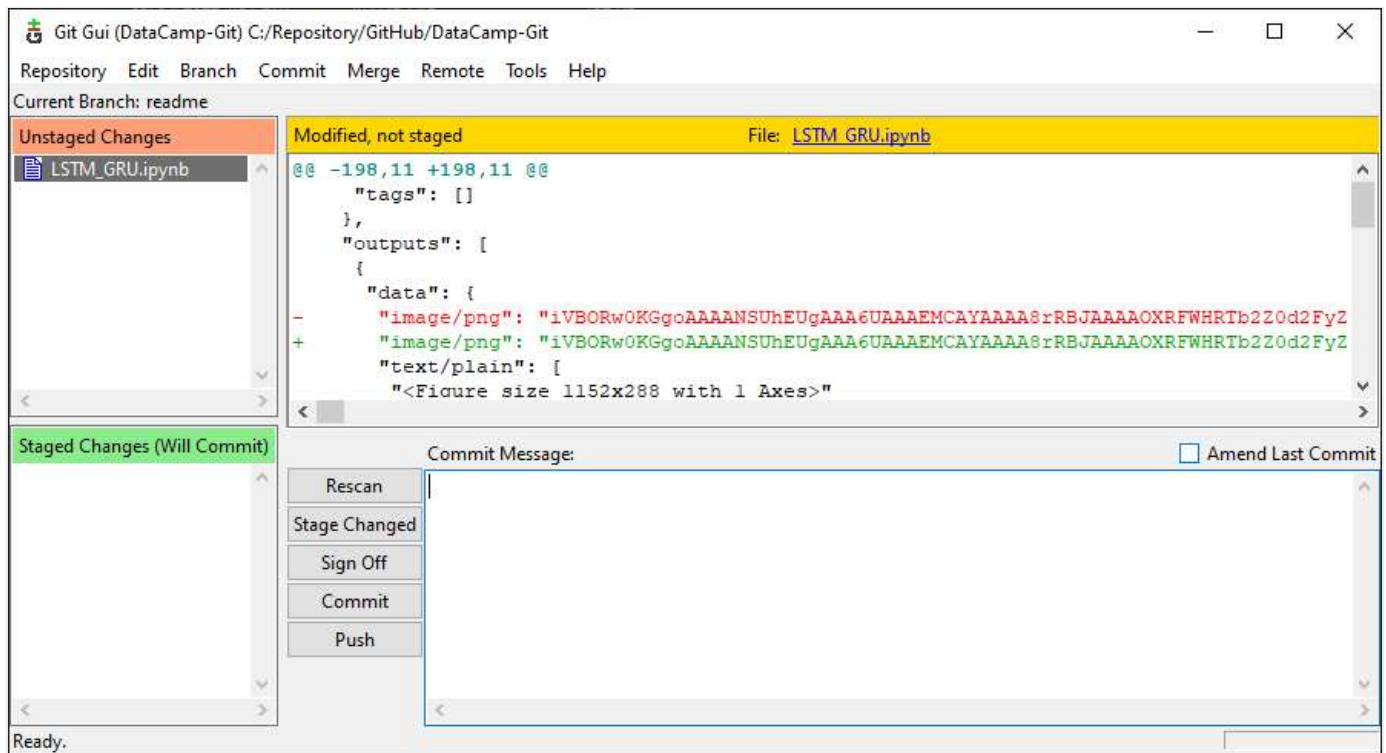 Git Gui (DataCamp-Git) C:/Repository/GitHub/DataCamp-Git
Repository Edit Branch Commit Merge Remote Tools Help
Current Branch: readme
Unstaged Changes
LSTM_GRU.ipynb
Modified, not staged File: LSTM_GRU.ipynb
@@ -198,11 +198,11 @@
"tags": []
},
"outputs": [
{
"data": {
- "image/png": "iVBORw0KGgoAAAANSUhEUgAAA6UAAAEMCAYAAAA8rRBJAAAAOXRFWHRTb2Z0d2FyZ
+ "image/png": "iVBORw0KGgoAAAANSUhEUgAAA6UAAAEMCAYAAAA8rRBJAAAAOXRFWHRTb2Z0d2FyZ
"text/plain": [
"<Figure size 1152x288 with 1 Axes>"
Staged Changes (Will Commit)
Commit Message:
Amend Last Commit
Rescan
Stage Changed
Sign Off
Commit
Push
Ready.